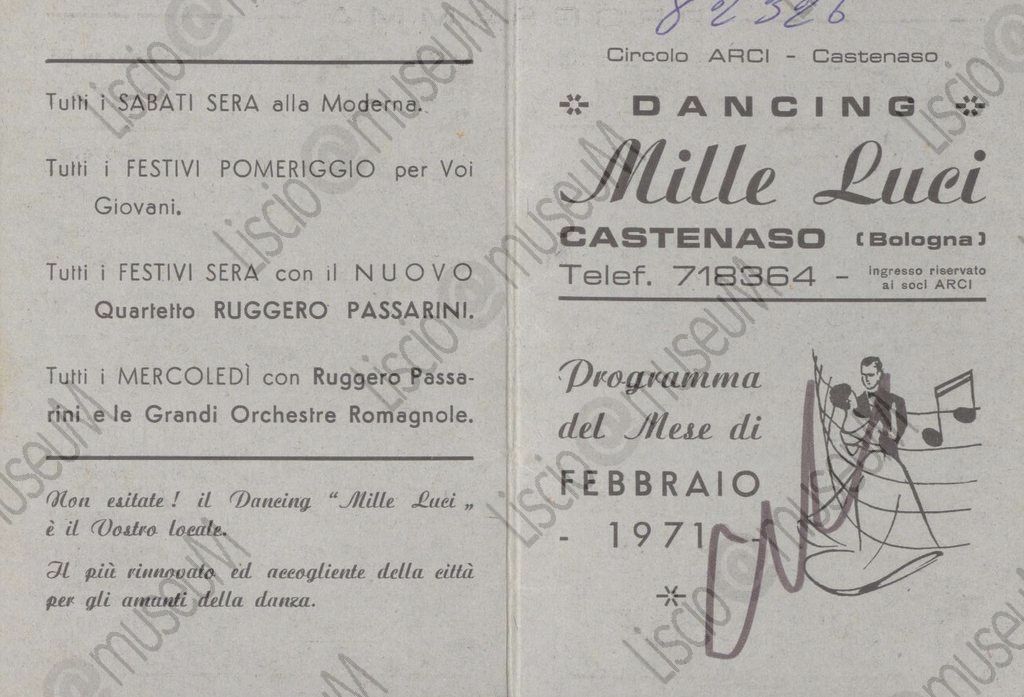 Tutti i SABATI SERA alla Moderna.
Tutti i FESTIVI POMERIGGIO per Voi
Giovani.
Tutti i FESTIVI SERA con il NUOVO
Quartetto RUGGERO PASSARINI.
Tutti i MERCOLEDÌ con Ruggero Passa-
rini e le Grandi Orchestre Romagnole.
Non esitate! il Dancing "Mille Luci„
è il Vostro locale.
Il più rinnovato ed accogliente della città
per gli amanti della danza.
82326
Circolo ARCI - Castenaso
DANCING
Mille Luci
CASTENASO (Bologna)
Telef. 718364 - ingresso riservato
ai soci ARCI
Programma
del Mese di
FEBBRAIO
- 1971 -
Liscio@museuM